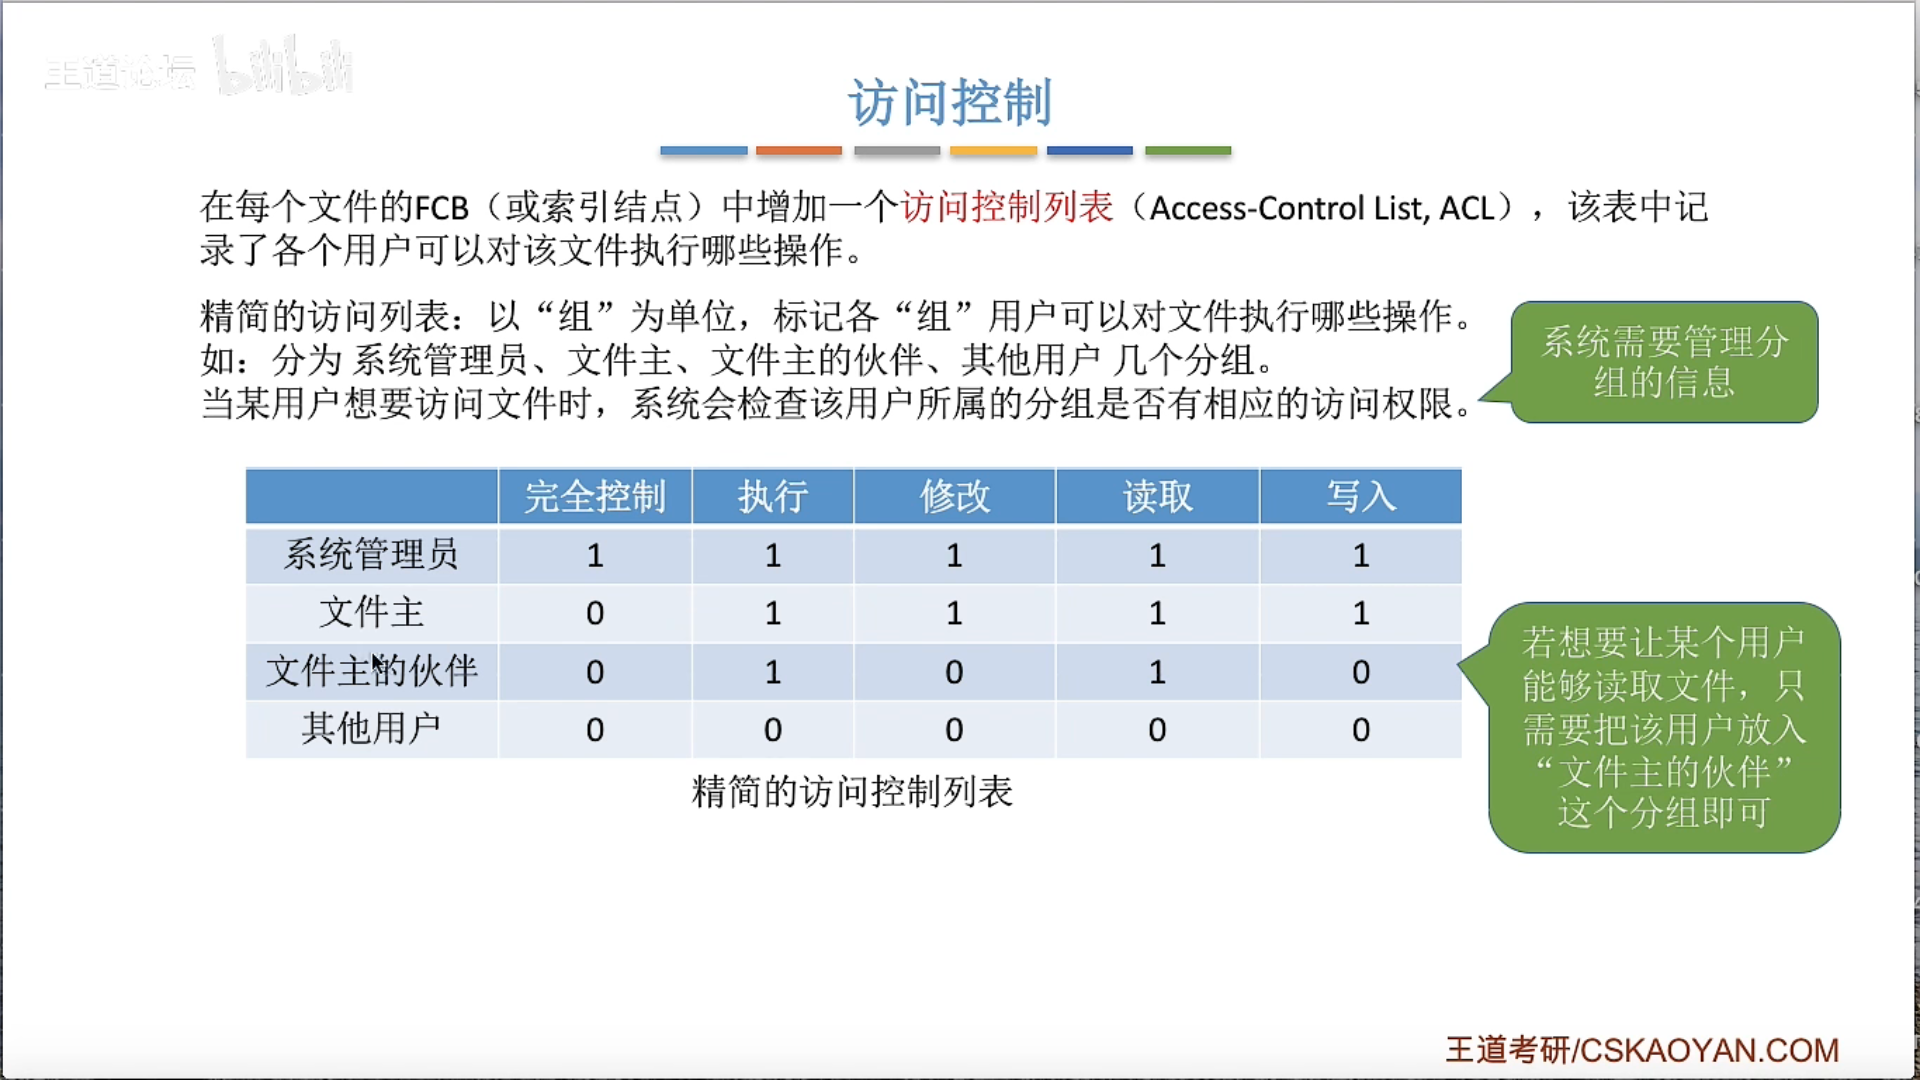 王道论坛 bilibili
访问控制
在每个文件的FCB（或索引结点）中增加一个访问控制列表（Access-Control List, ACL），该表中记
录了各个用户可以对该文件执行哪些操作。
精简的访问列表：以“组”为单位，标记各“组”用户可以对文件执行哪些操作。
如：分为 系统管理员、文件主、文件主的伙伴、其他用户 几个分组。
当某用户想要访问文件时，系统会检查该用户所属的分组是否有相应的访问权限。
系统需要管理分
组的信息
完全控制 执行 修改 读取 写入
系统管理员 1 1 1 1 1
文件主 0 1 1 1 1
文件主的伙伴 0 1 0 1 0
其他用户 0 0 0 0 0
精简的访问控制列表
若想要让某个用户
能够读取文件，只
需要把该用户放入
“文件主的伙伴”
这个分组即可
王道考研/CSKAOYAN.COM